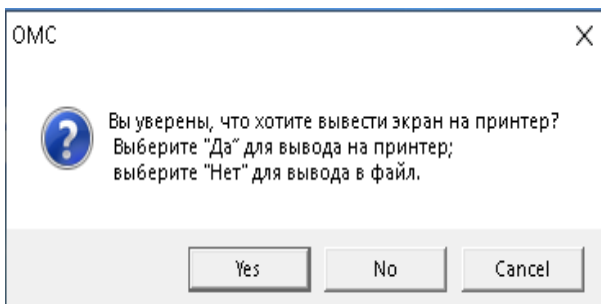 ОМС
Вы уверены, что хотите вывести экран на принтер?
Выберите "Да" для вывода на принтер;
выберите "Нет" для вывода в файл.
Yes
No
Cancel